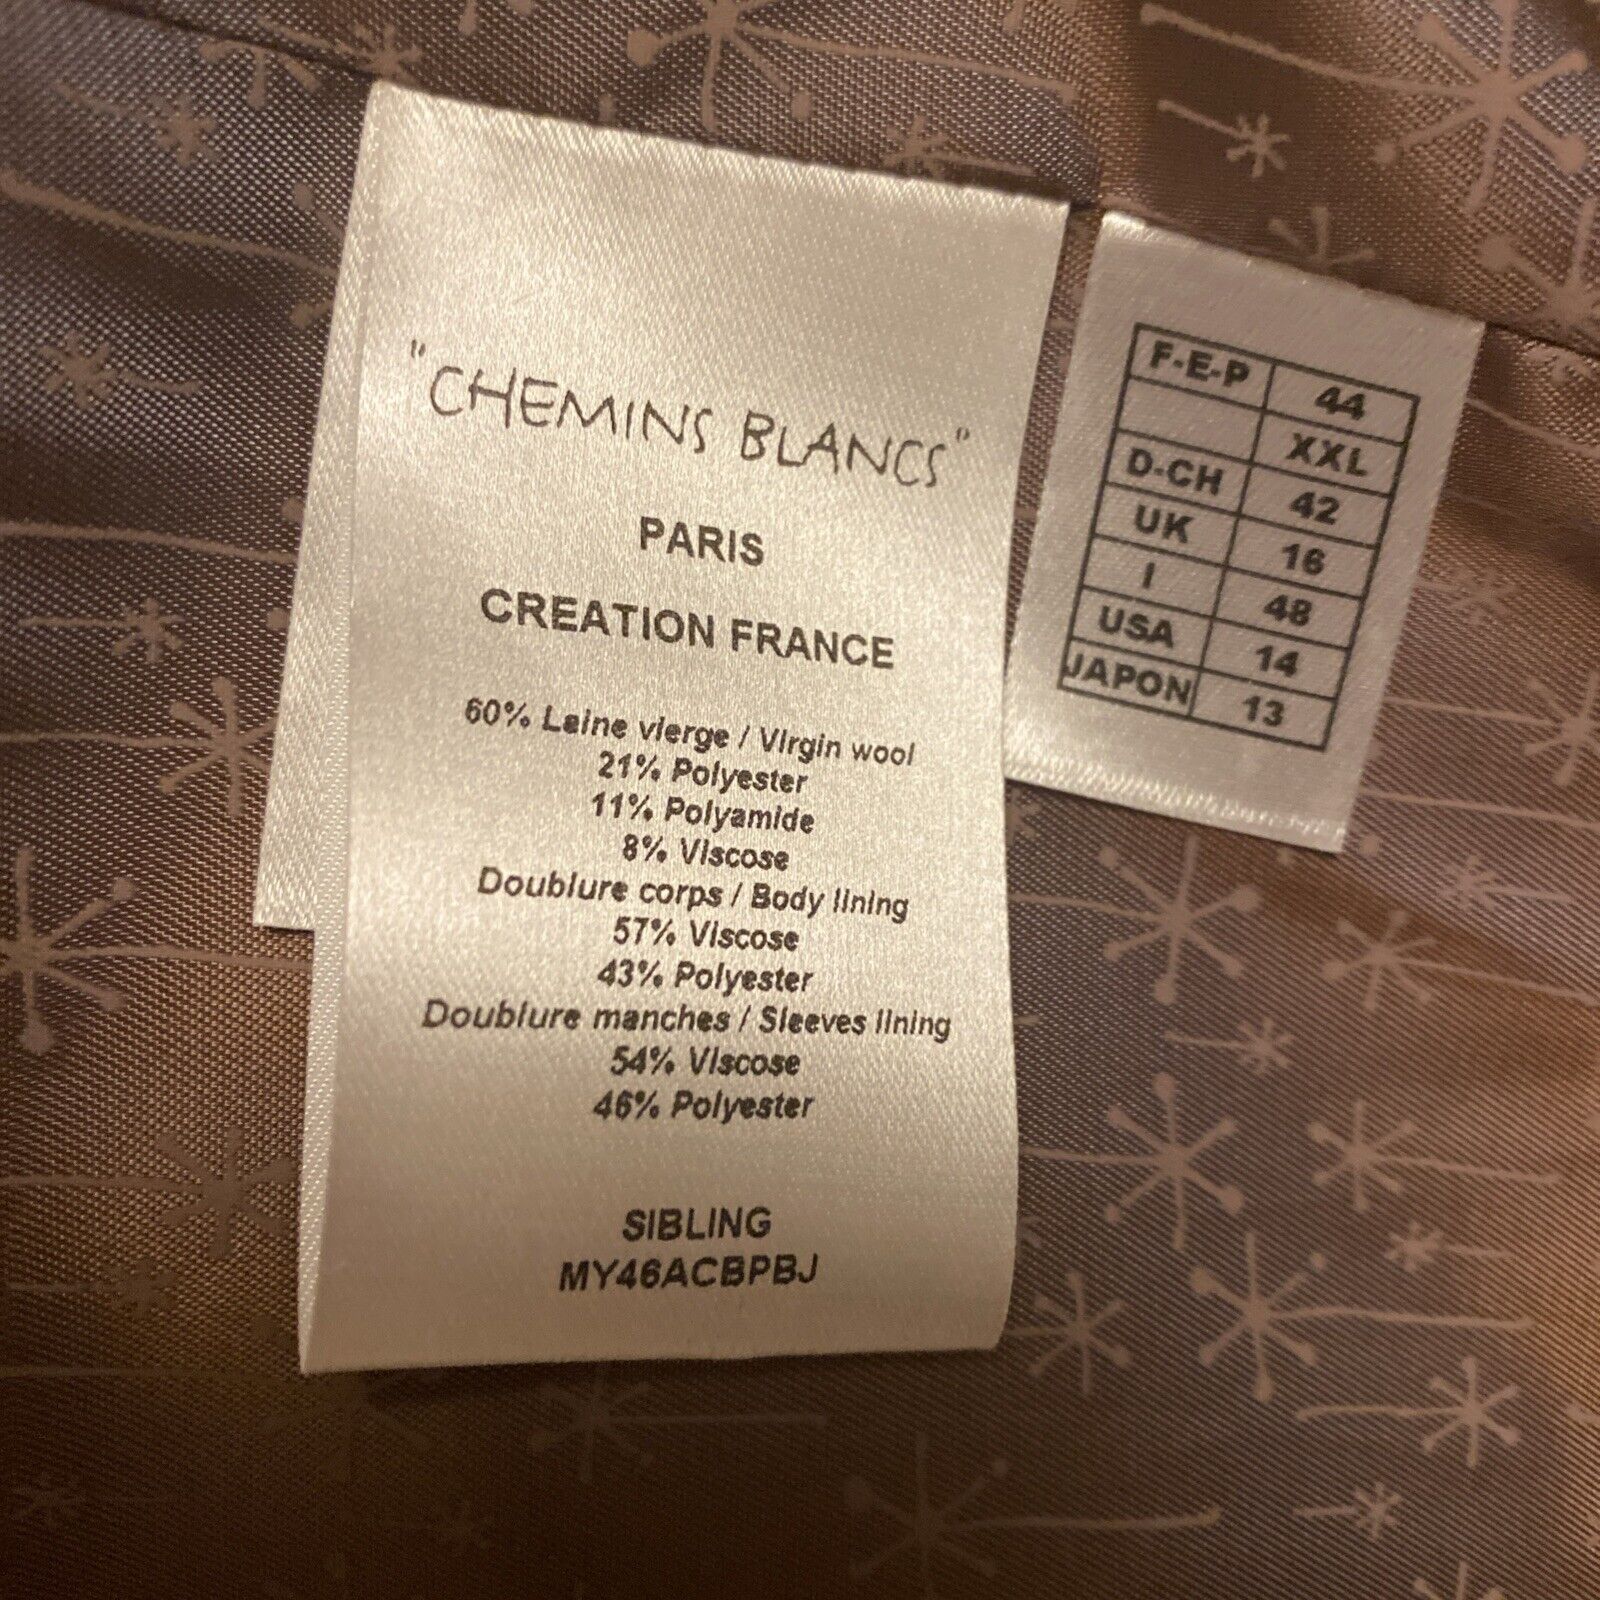 "CHEMINS BLANCS"
PARIS
CREATION FRANCE
60% Laine vierge / Virgin wool
21% Polyester
11% Polyamide
8% Viscose
Doublure corps / Body lining
57% Viscose
43% Polyester
Doublure manches / Sleeves lining
54% Viscose
46% Polyester
SIBLING
MY46ACBPBJ
F-E-P 44
XXL
D-CH 42
UK 16
I 48
USA 14
JAPON 13